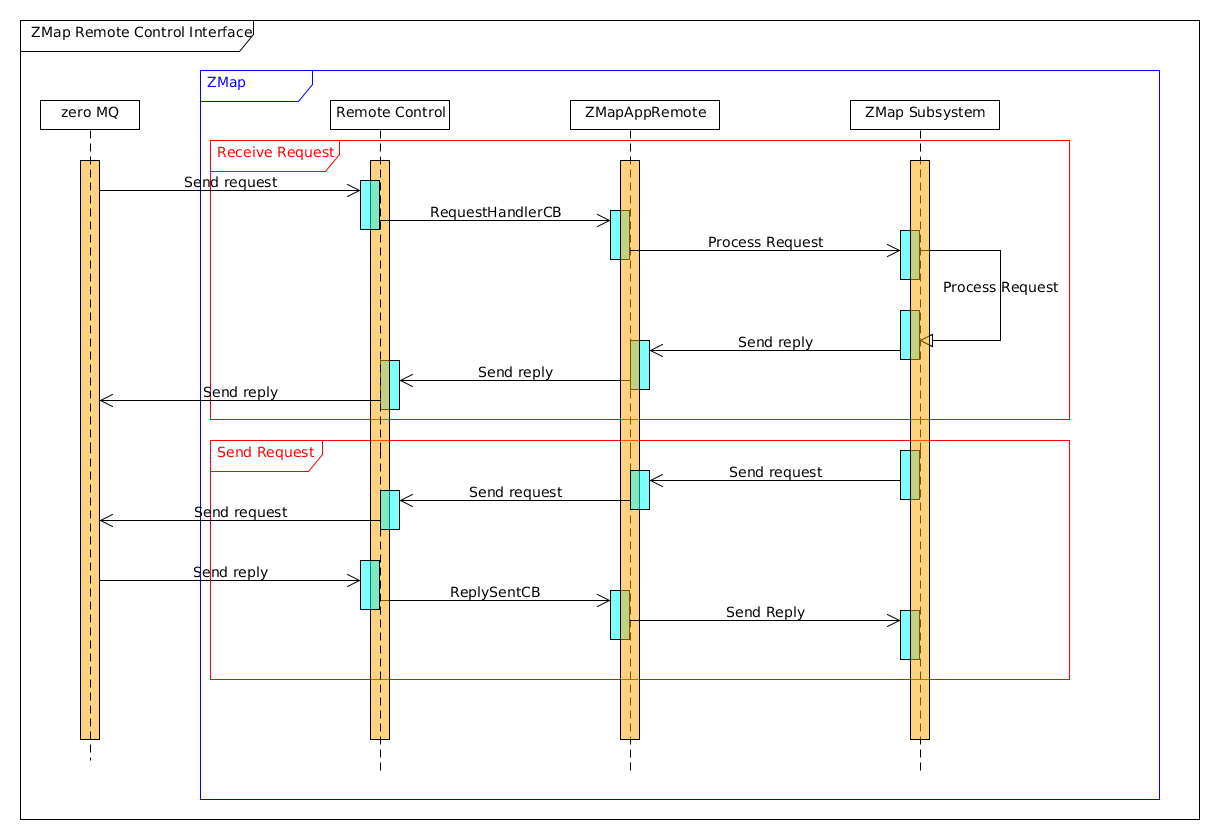 ZMap Remote Control Interface
ZMap
zero MQ
Remote Control
ZMapAppRemote
ZMap Subsystem
Receive Request
Send request
RequestHandlerCB
Process Request
Process Request
Send reply
Send reply
Send reply
Send Request
Send request
Send request
Send request
Send reply
ReplySentCB
Send Reply